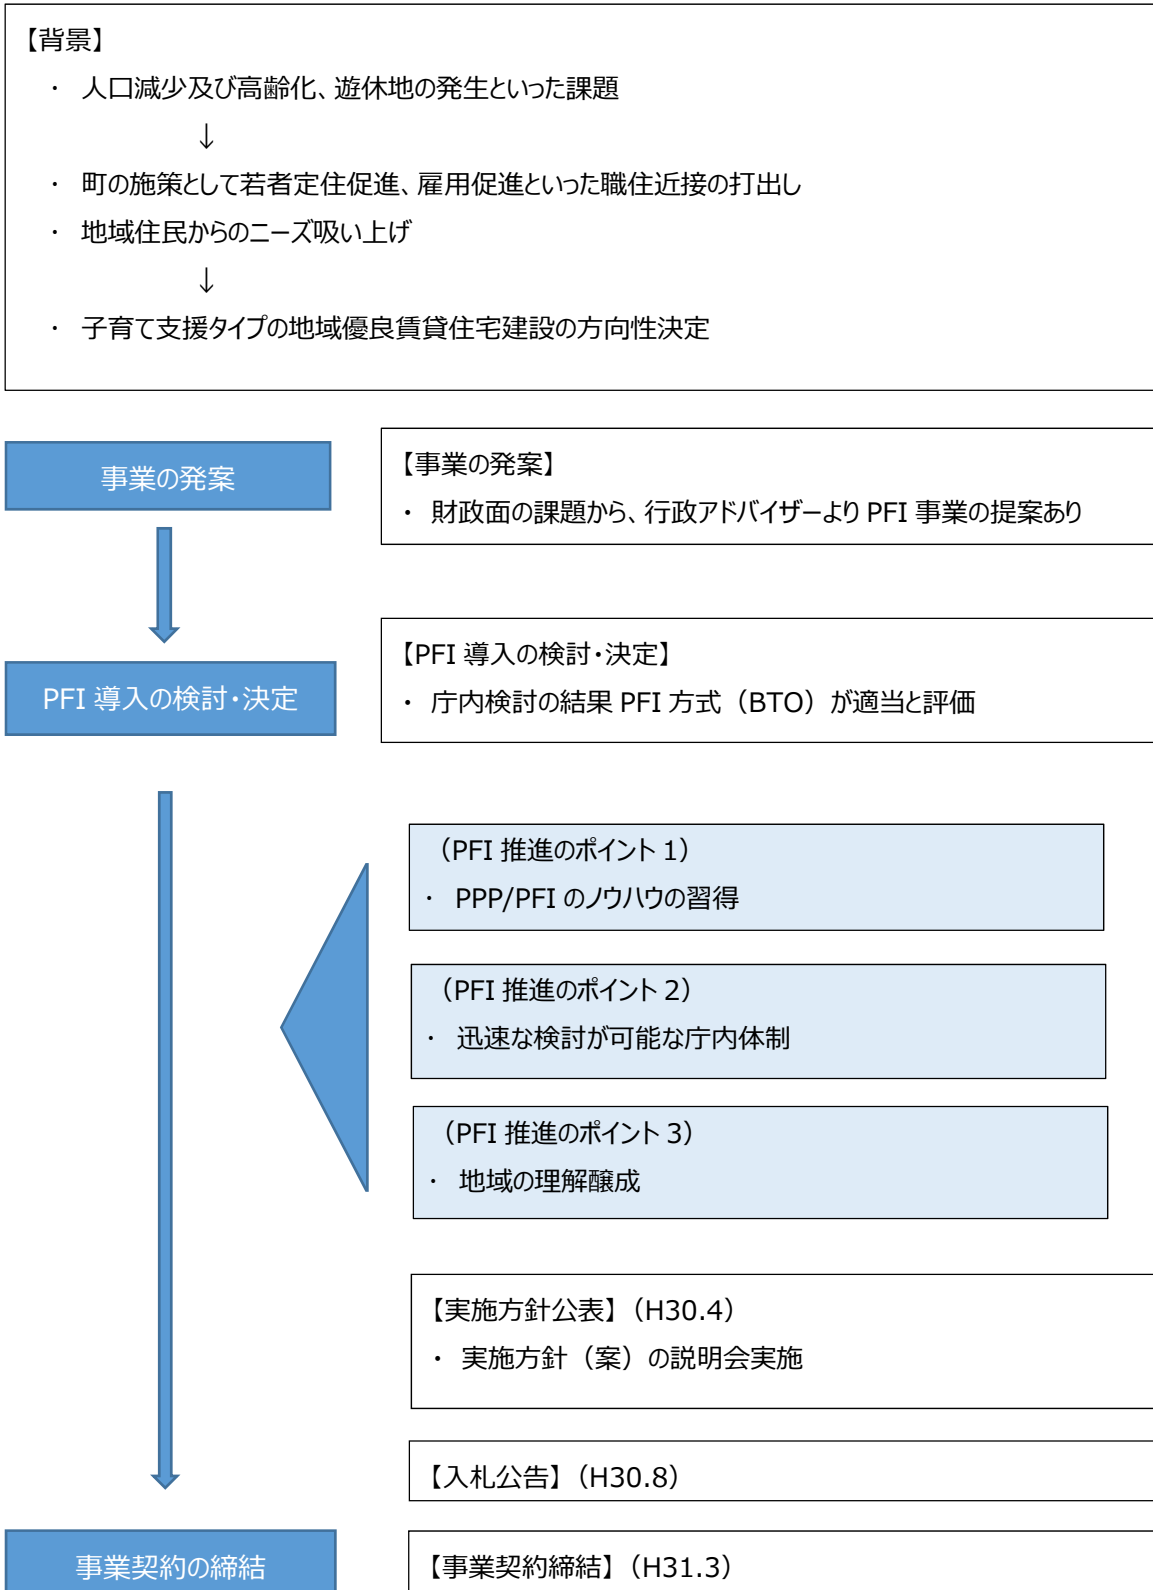 【背景】
・ 人口減少及び高齢化、遊休地の発生といった課題
↓
・ 町の施策として若者定住促進、雇用促進といった職住近接の打出し
・ 地域住民からのニーズ吸い上げ
↓
・ 子育て支援タイプの地域優良賃貸住宅建設の方向性決定
事業の発案
【事業の発案】
・ 財政面の課題から、行政アドバイザーより PFI 事業の提案あり
PFI 導入の検討・決定
【PFI 導入の検討・決定】
・ 庁内検討の結果 PFI 方式（BTO）が適当と評価
（PFI 推進のポイント 1）
・ PPP/PFI のノウハウの習得
（PFI 推進のポイント 2）
・ 迅速な検討が可能な庁内体制
（PFI 推進のポイント 3）
・ 地域の理解醸成
【実施方針公表】（H30.4）
・ 実施方針（案）の説明会実施
【入札公告】（H30.8）
事業契約の締結
【事業契約締結】（H31.3）